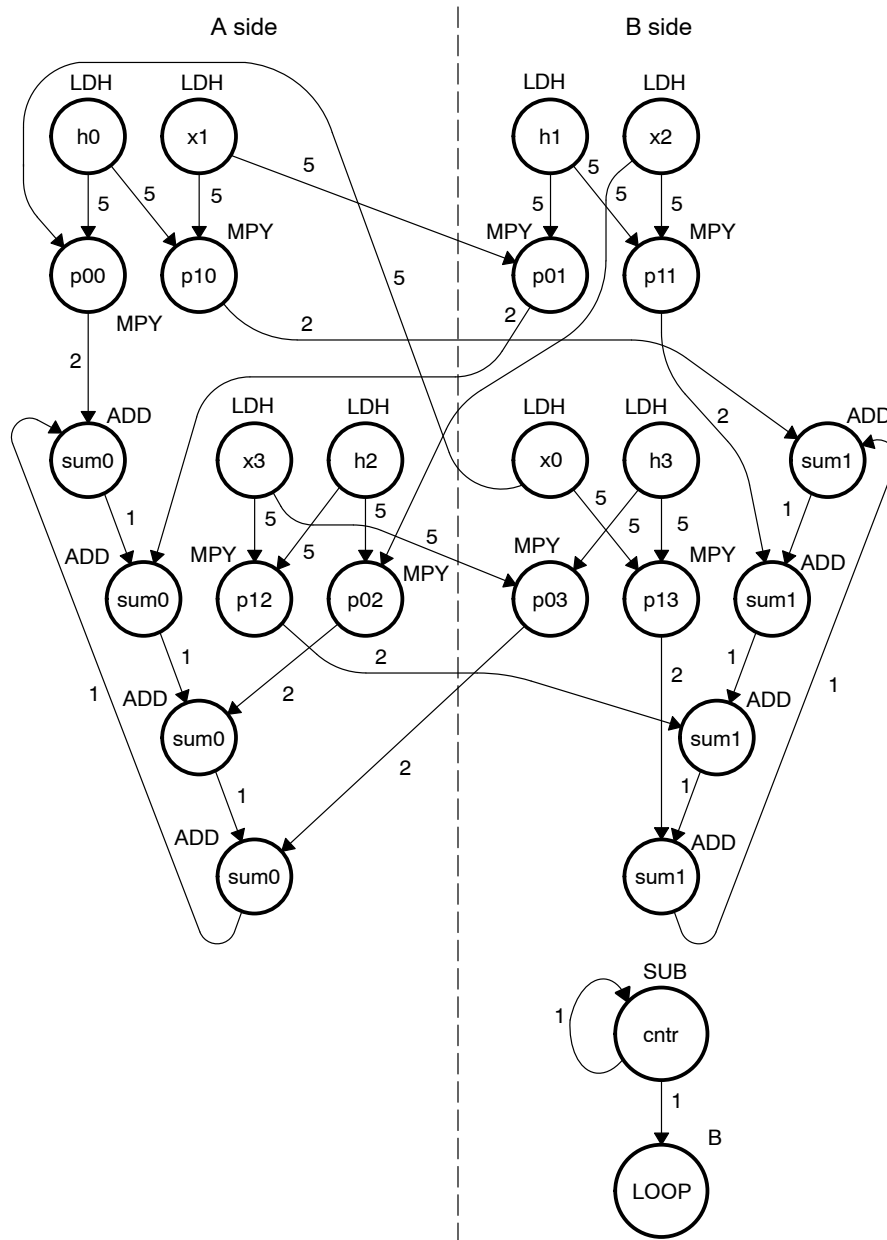 A side B side
LDH LDH LDH LDH
h0 x1 h1 x2
5 5
5 5 5 5 5 5
MPY MPY MPY
p00 p10 5 p01 p11
MPY 2 2
2
LDH LDH LDH LDH
ADD 2 ADD
sum0 x3 h2 x0 h3 sum1
5 5 5 1
1 5 5 5 5
ADD MPY MPY MPY ADD
MPY
sum0 p12 p02 p03 p13 sum1
1 2 1
2
1 ADD 2 ADD 1
sum0 sum1
2
1 1
ADD ADD
sum0 sum1
SUB
1
cntr
1
B
LOOP